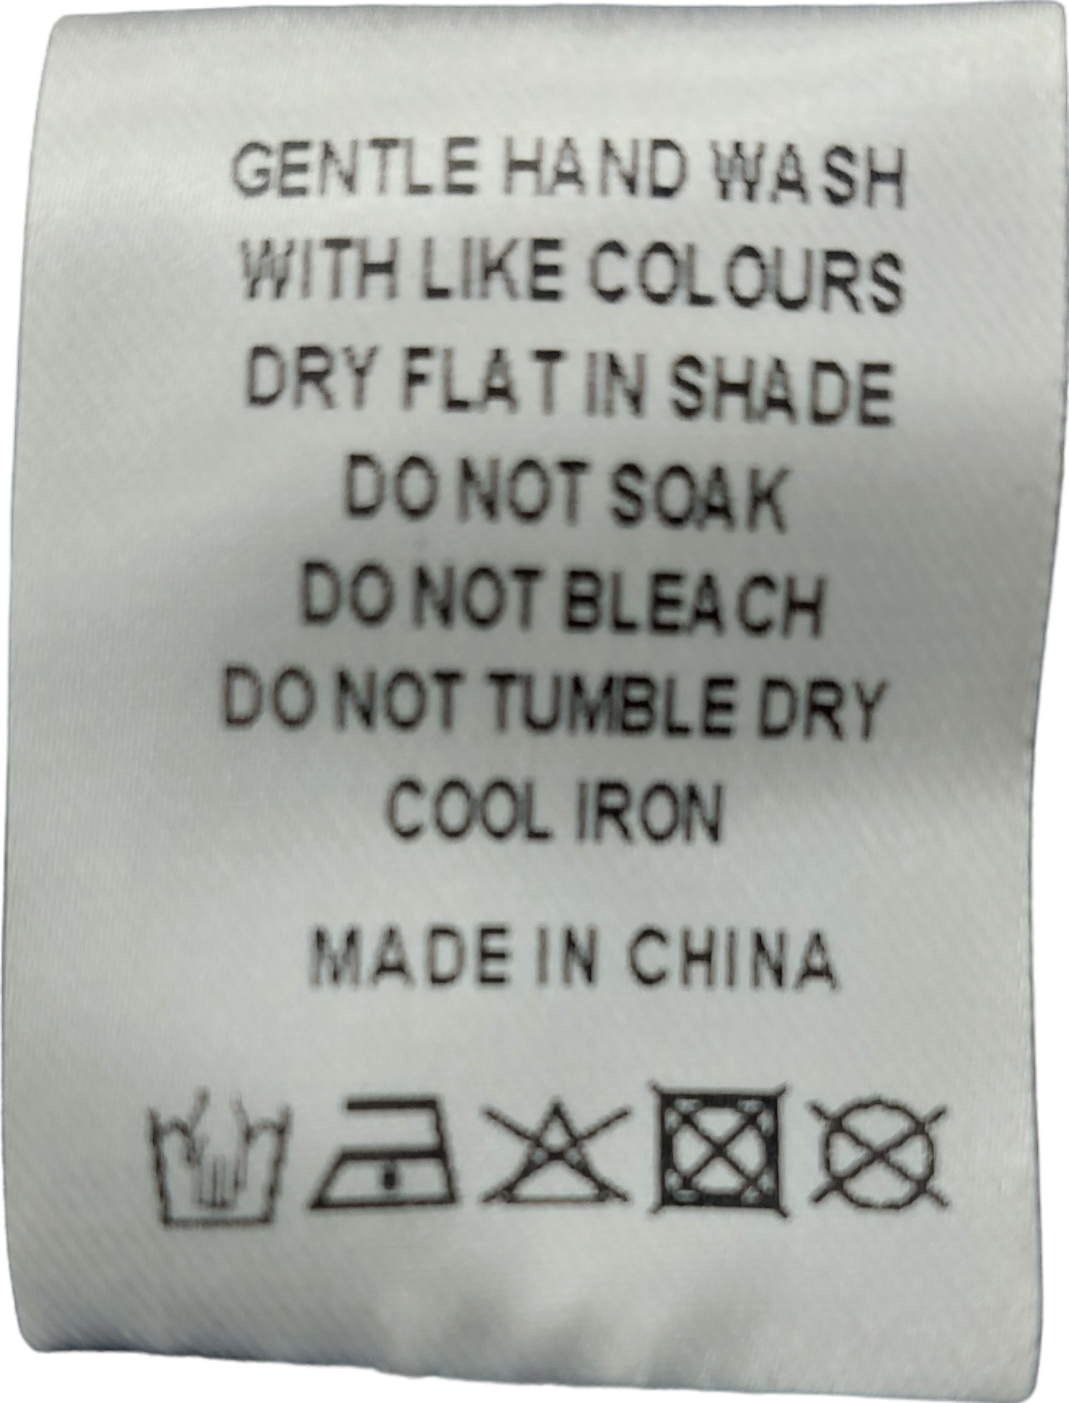 GENTLE HAND WASH
WITH LIKE COLOURS
DRY FLAT IN SHADE
DO NOT SOAK
DO NOT BLEACH
DO NOT TUMBLE DRY
COOL IRON
MADE IN CHINA